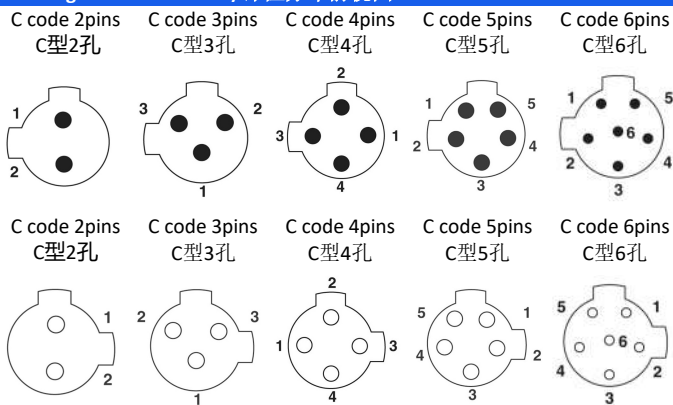 C code 2pins C code 3pins C code 4pins C code 5pins C code 6pins
C型2孔 C型3孔 C型4孔 C型5孔 C型6孔
1 2
3 2 1
2 3 1 4
1 5 2 4 3
1 5 6 2 4 3
C code 2pins C code 3pins C code 4pins C code 5pins C code 6pins
C型2孔 C型3孔 C型4孔 C型5孔 C型6孔
1 2
2 3 1
2 1 3 4
5 1 4 2 3
5 1 6 4 2 3